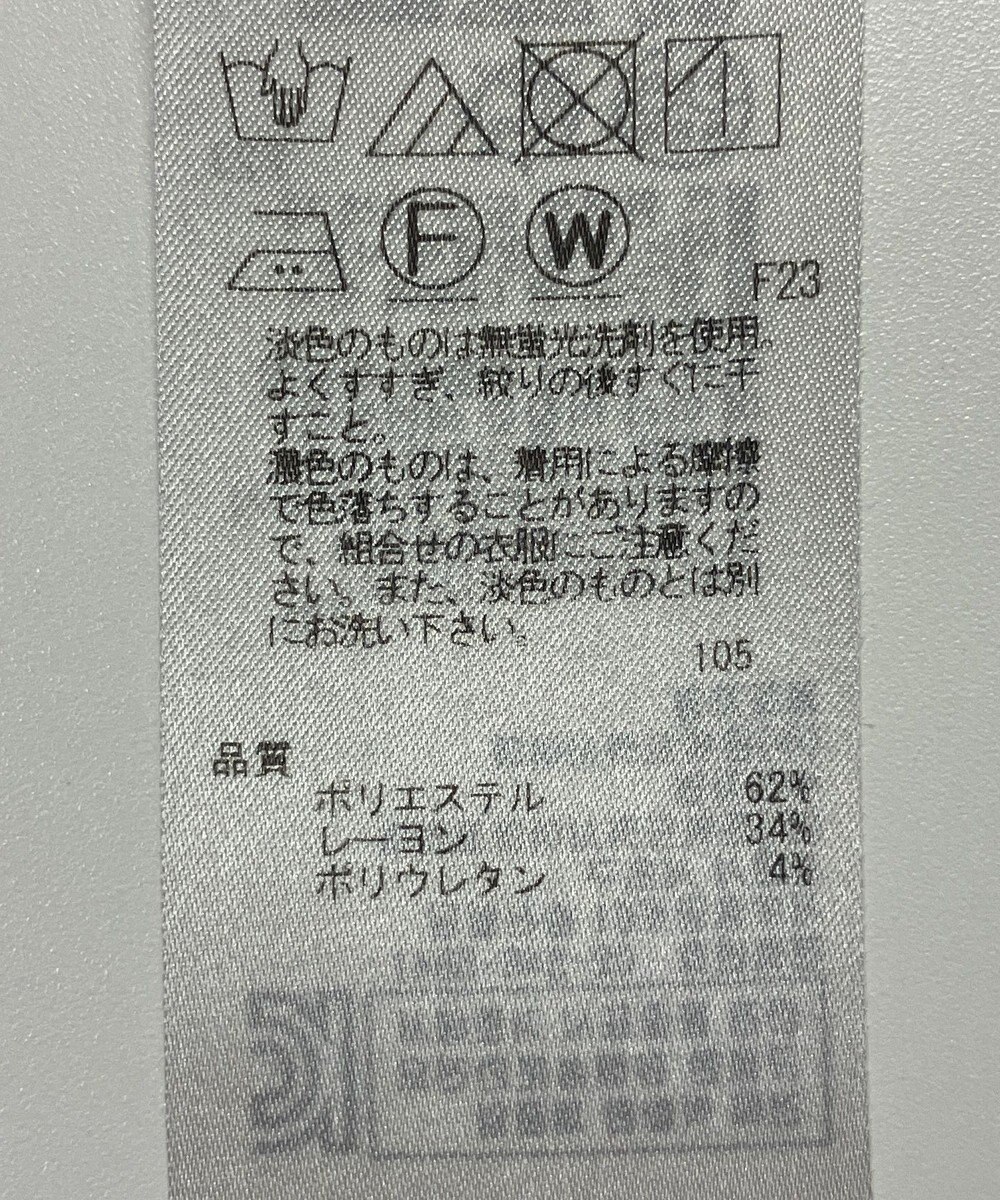 F
W
F23
淡色のものは無蛍光洗剤を使用、
よくすすぎ、絞りの後すぐに干
すこと。
濃色のものは、着用による摩擦
で色落ちすることがありますの
で、組合せの衣服にご注意くだ
さい。また、淡色のものとは別
にお洗い下さい。
105
品質
ポリエステル 62%
レーヨン 34%
ポリウレタン 4%